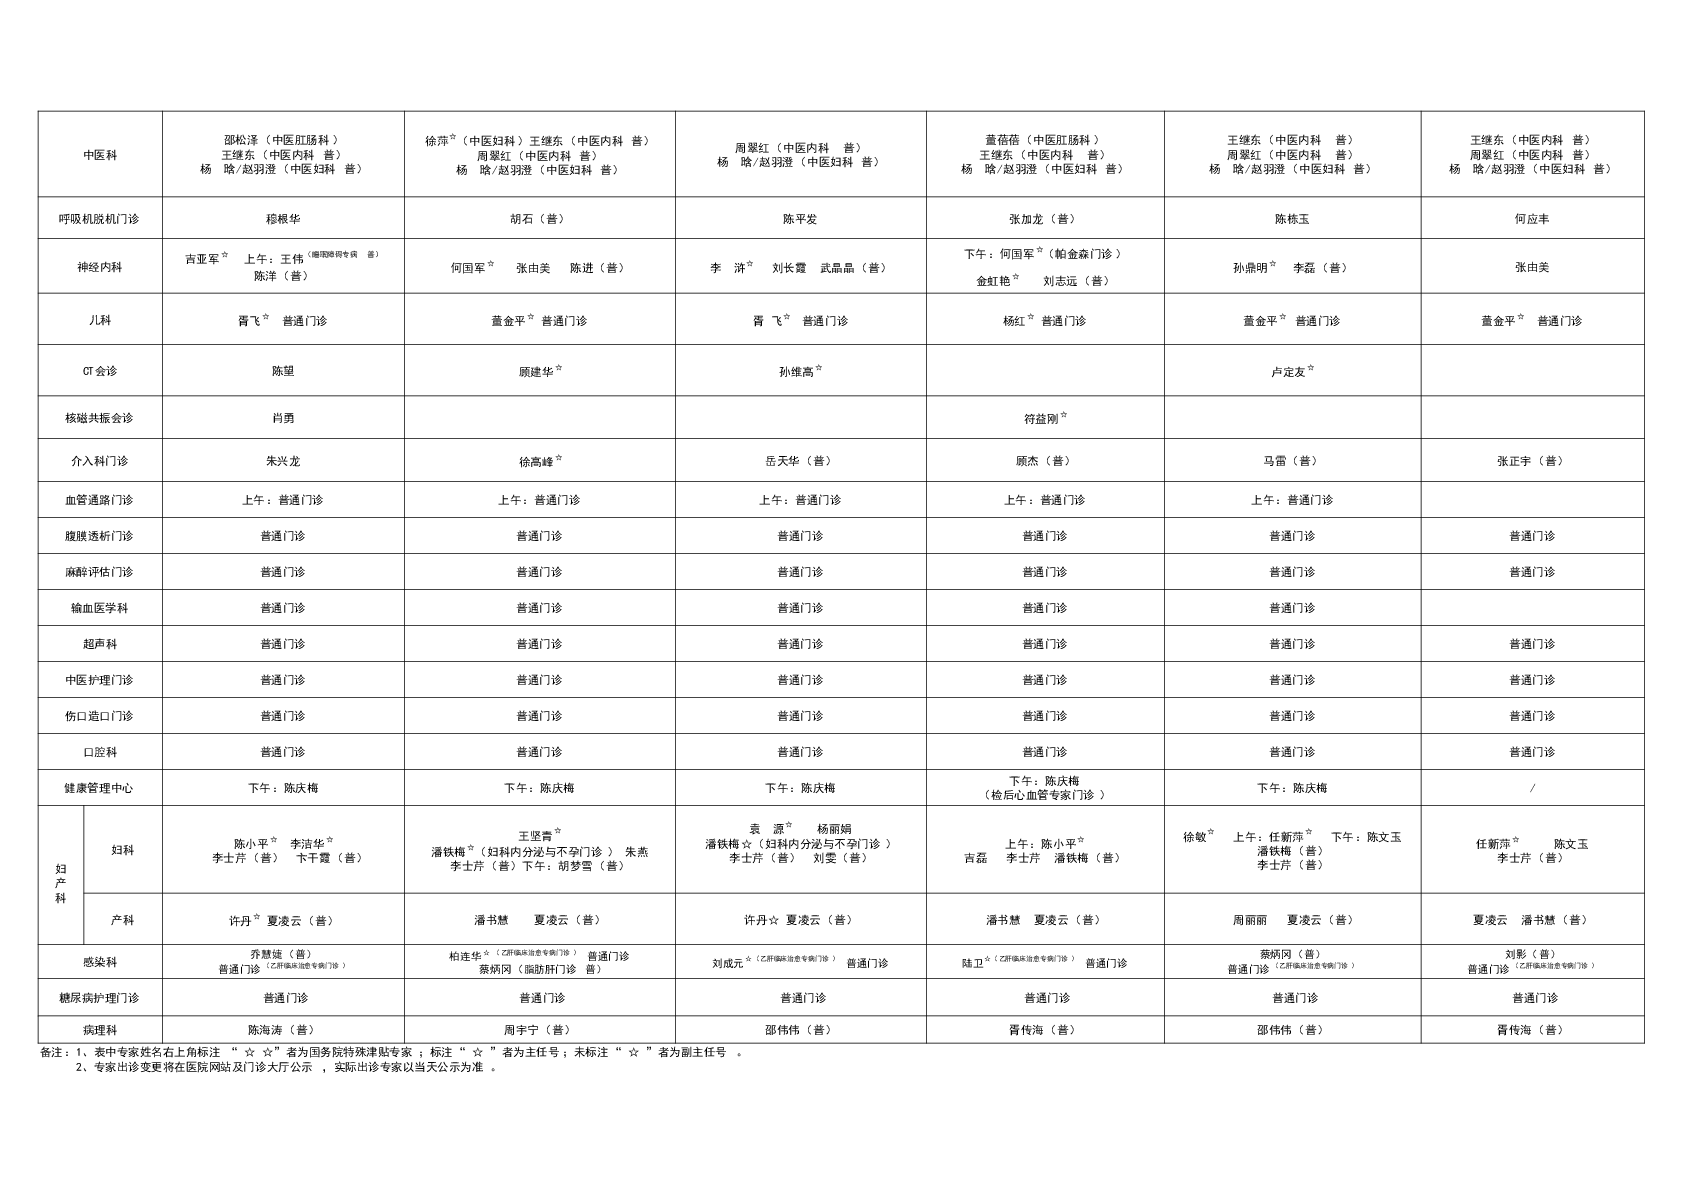 中医科
邵松泽（中医肛肠科）
王继东（中医内科 普）
杨 晗/赵羽澄（中医妇科 普）
徐萍☆（中医妇科）王继东（中医内科 普）
周翠红（中医内科 普）
杨 晗/赵羽澄（中医妇科 普）
周翠红（中医内科 普）
杨 晗/赵羽澄（中医妇科 普）
董蓓蓓（中医肛肠科）
王继东（中医内科 普）
杨 晗/赵羽澄（中医妇科 普）
王继东（中医内科 普）
周翠红（中医内科 普）
杨 晗/赵羽澄（中医妇科 普）
王继东（中医内科 普）
周翠红（中医内科 普）
杨 晗/赵羽澄（中医妇科 普）
呼吸机脱机门诊
穆根华
胡石（普）
陈平发
张加龙（普）
陈栋玉
何应丰
神经内科
吉亚军☆ 上午：王伟（睡眠障碍专病 普）
陈洋（普）
何国军☆ 张由美 陈进（普）
李 浒☆ 刘长霞 武晶晶（普）
下午：何国军☆（帕金森门诊）
金虹艳☆ 刘志远（普）
孙鼎明☆ 李磊（普）
张由美
儿科
胥飞☆ 普通门诊
董金平☆ 普通门诊
胥 飞☆ 普通门诊
杨红☆ 普通门诊
董金平☆ 普通门诊
董金平☆ 普通门诊
CT会诊
陈望
顾建华☆
孙维高☆
卢定友☆
核磁共振会诊
肖勇
符益刚☆
介入科门诊
朱兴龙
徐高峰☆
岳天华（普）
顾杰（普）
马雷（普）
张正宇（普）
血管通路门诊
上午：普通门诊
上午：普通门诊
上午：普通门诊
上午：普通门诊
上午：普通门诊
腹膜透析门诊
普通门诊
普通门诊
普通门诊
普通门诊
普通门诊
普通门诊
麻醉评估门诊
普通门诊
普通门诊
普通门诊
普通门诊
普通门诊
普通门诊
输血医学科
普通门诊
普通门诊
普通门诊
普通门诊
普通门诊
超声科
普通门诊
普通门诊
普通门诊
普通门诊
普通门诊
普通门诊
中医护理门诊
普通门诊
普通门诊
普通门诊
普通门诊
普通门诊
普通门诊
伤口造口门诊
普通门诊
普通门诊
普通门诊
普通门诊
普通门诊
普通门诊
口腔科
普通门诊
普通门诊
普通门诊
普通门诊
普通门诊
普通门诊
健康管理中心
下午：陈庆梅
下午：陈庆梅
下午：陈庆梅
下午：陈庆梅
（检后心血管专家门诊）
下午：陈庆梅
/
妇产科
妇科
陈小平☆ 李洁华☆
李士芹（普） 卞干霞（普）
王坚青☆
潘铁梅☆（妇科内分泌与不孕门诊） 朱燕
李士芹（普）下午：胡梦雪（普）
袁 源☆ 杨丽娟
潘铁梅☆（妇科内分泌与不孕门诊）
李士芹（普） 刘雯（普）
上午：陈小平☆
吉磊 李士芹 潘铁梅（普）
徐敏☆ 上午：任新萍☆ 下午：陈文玉
潘铁梅（普）
李士芹（普）
任新萍☆ 陈文玉
李士芹（普）
产科
许丹☆ 夏凌云（普）
潘书慧 夏凌云（普）
许丹☆ 夏凌云（普）
潘书慧 夏凌云（普）
周丽丽 夏凌云（普）
夏凌云 潘书慧（普）
感染科
乔慧婕（普）
普通门诊（乙肝临床治愈专病门诊）
柏连华☆（乙肝临床治愈专病门诊） 普通门诊
蔡炳冈（脂肪肝门诊 普）
刘成元☆（乙肝临床治愈专病门诊） 普通门诊
陆卫☆（乙肝临床治愈专病门诊） 普通门诊
蔡炳冈（普）
普通门诊（乙肝临床治愈专病门诊）
刘影（普）
普通门诊（乙肝临床治愈专病门诊）
糖尿病护理门诊
普通门诊
普通门诊
普通门诊
普通门诊
普通门诊
普通门诊
病理科
陈海涛（普）
周宇宁（普）
邵伟伟（普）
胥传海（普）
邵伟伟（普）
胥传海（普）
备注：1、表中专家姓名右上角标注 “ ☆ ☆”者为国务院特殊津贴专家；标注“ ☆ ”者为主任号；未标注“ ☆ ”者为副主任号 。
2、专家出诊变更将在医院网站及门诊大厅公示 ，实际出诊专家以当天公示为准 。